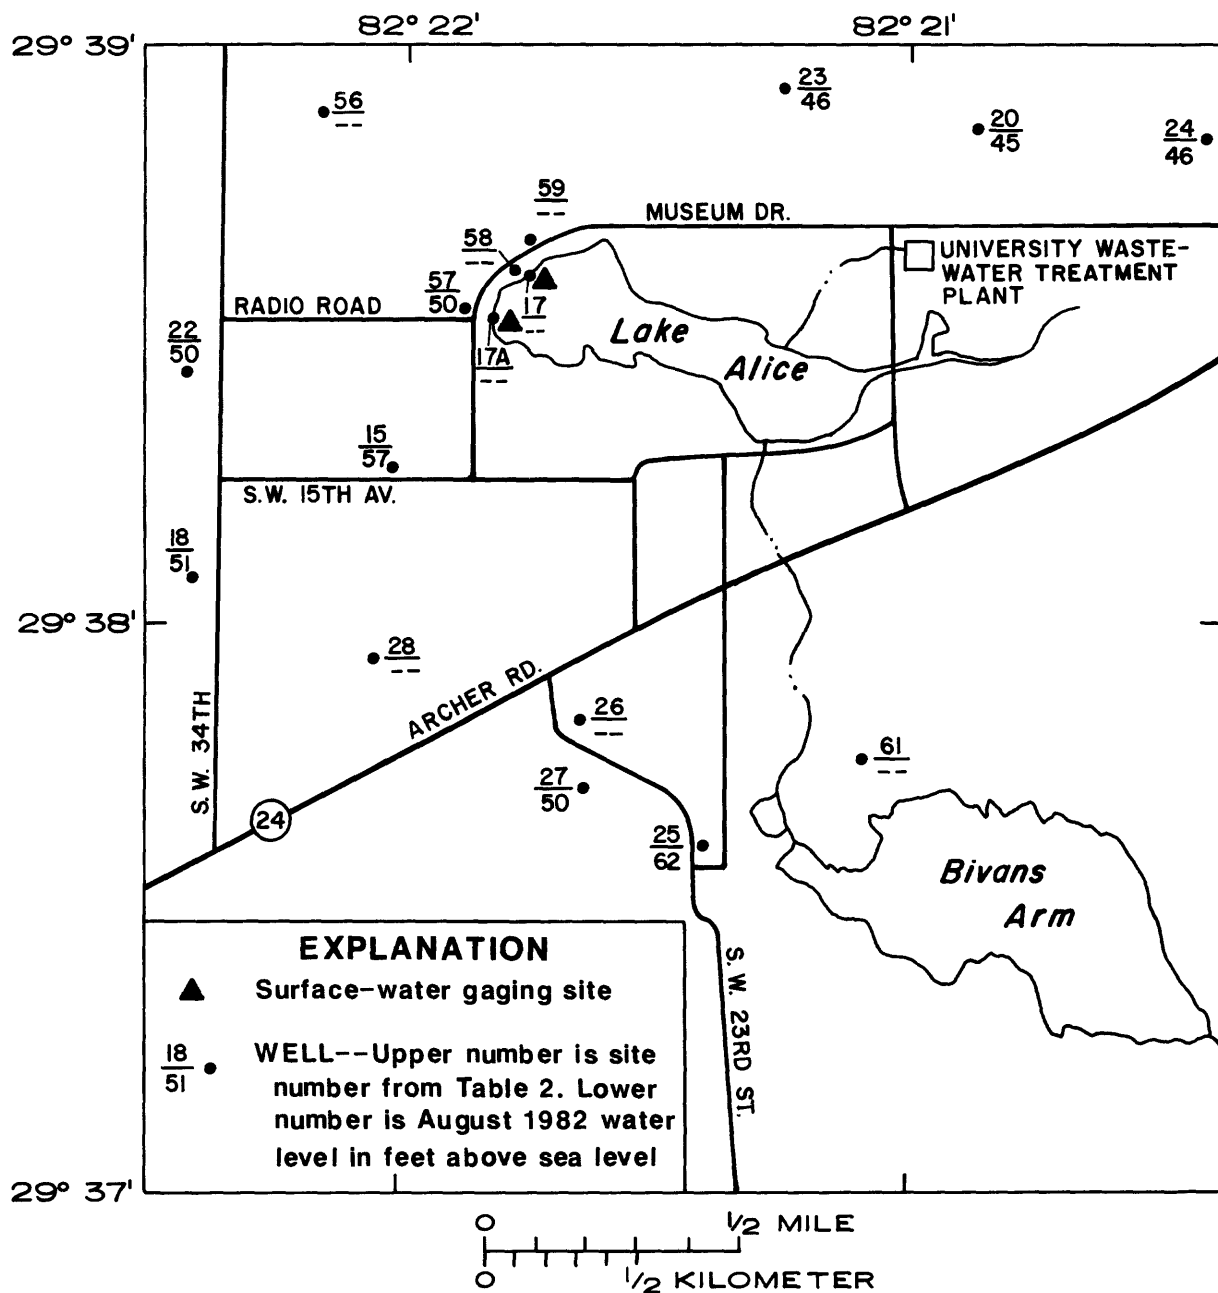 82° 22'
82° 21'
29° 39'
56
--
23
46
20
45
24
46
59
--
MUSEUM DR.
58
--
UNIVERSITY WASTE-
WATER TREATMENT
PLANT
57
50
RADIO ROAD
17
--
Lake
Alice
22
50
17A
--
15
57
S.W. 15TH AV.
18
51
29° 38'
28
--
ARCHER RD.
26
--
S.W. 34TH
61
--
27
50
24
25
62
Bivans
Arm
EXPLANATION
Surface-water gaging site
18
51
WELL--Upper number is site
number from Table 2. Lower
number is August 1982 water
level in feet above sea level
S.W. 23RD ST.
29° 37'
0
1/2 MILE
0
1/2 KILOMETER